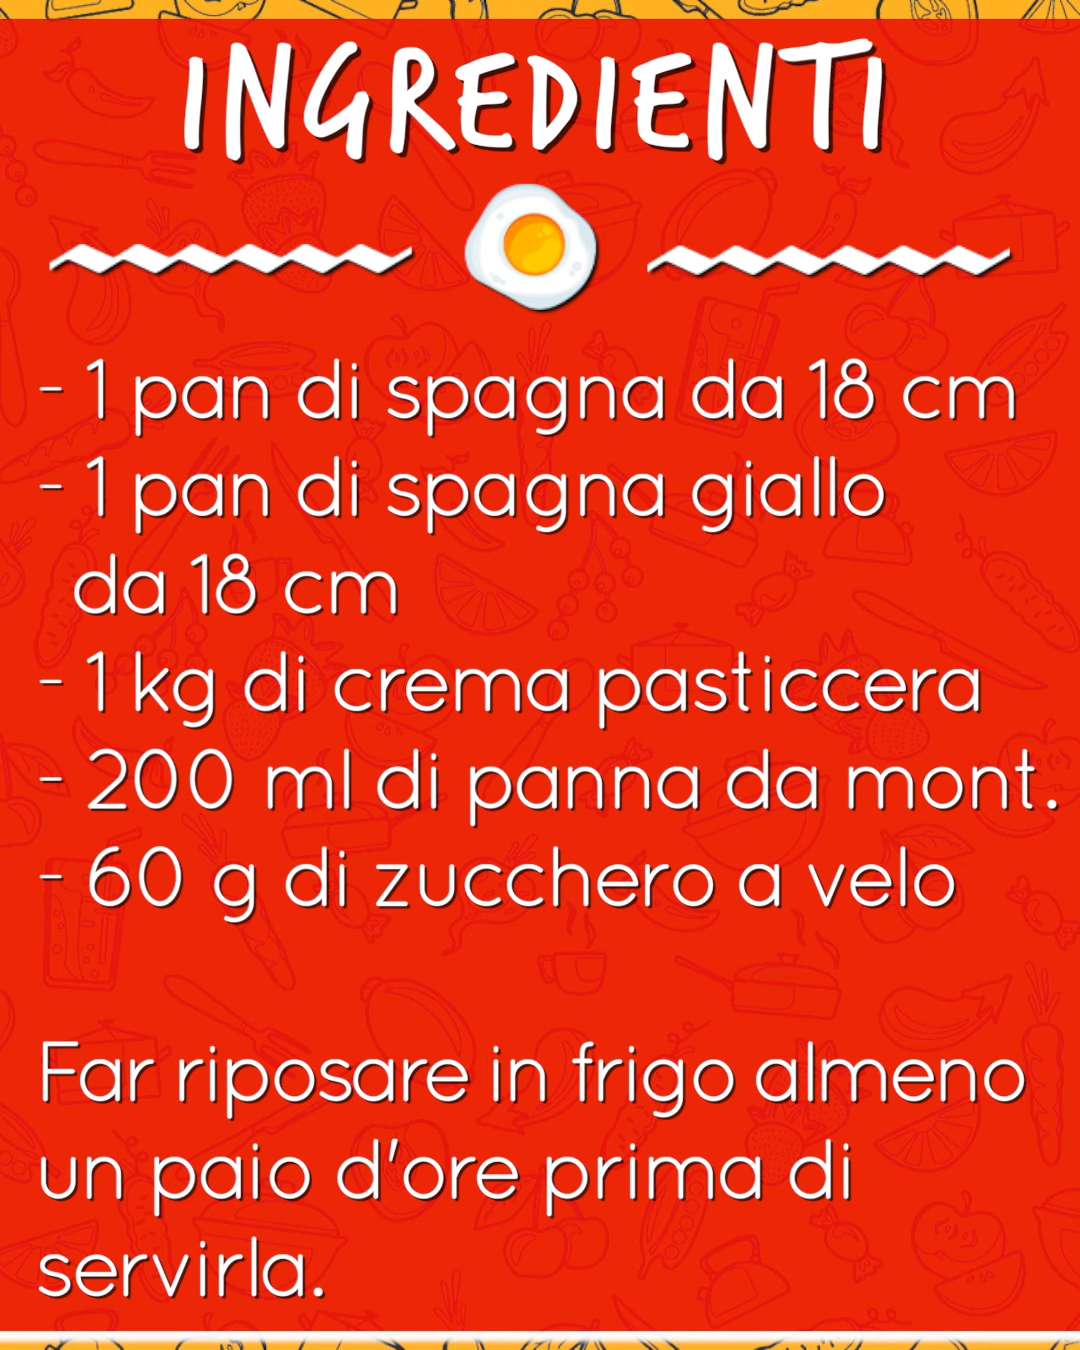 INGREDIENTI
- 1 pan di spagna da 18 cm
- 1 pan di spagna giallo
da 18 cm
- 1 kg di crema pasticcera
- 200 ml di panna da mont.
- 60 g di zucchero a velo
Far riposare in frigo almeno
un paio d'ore prima di
servirla.